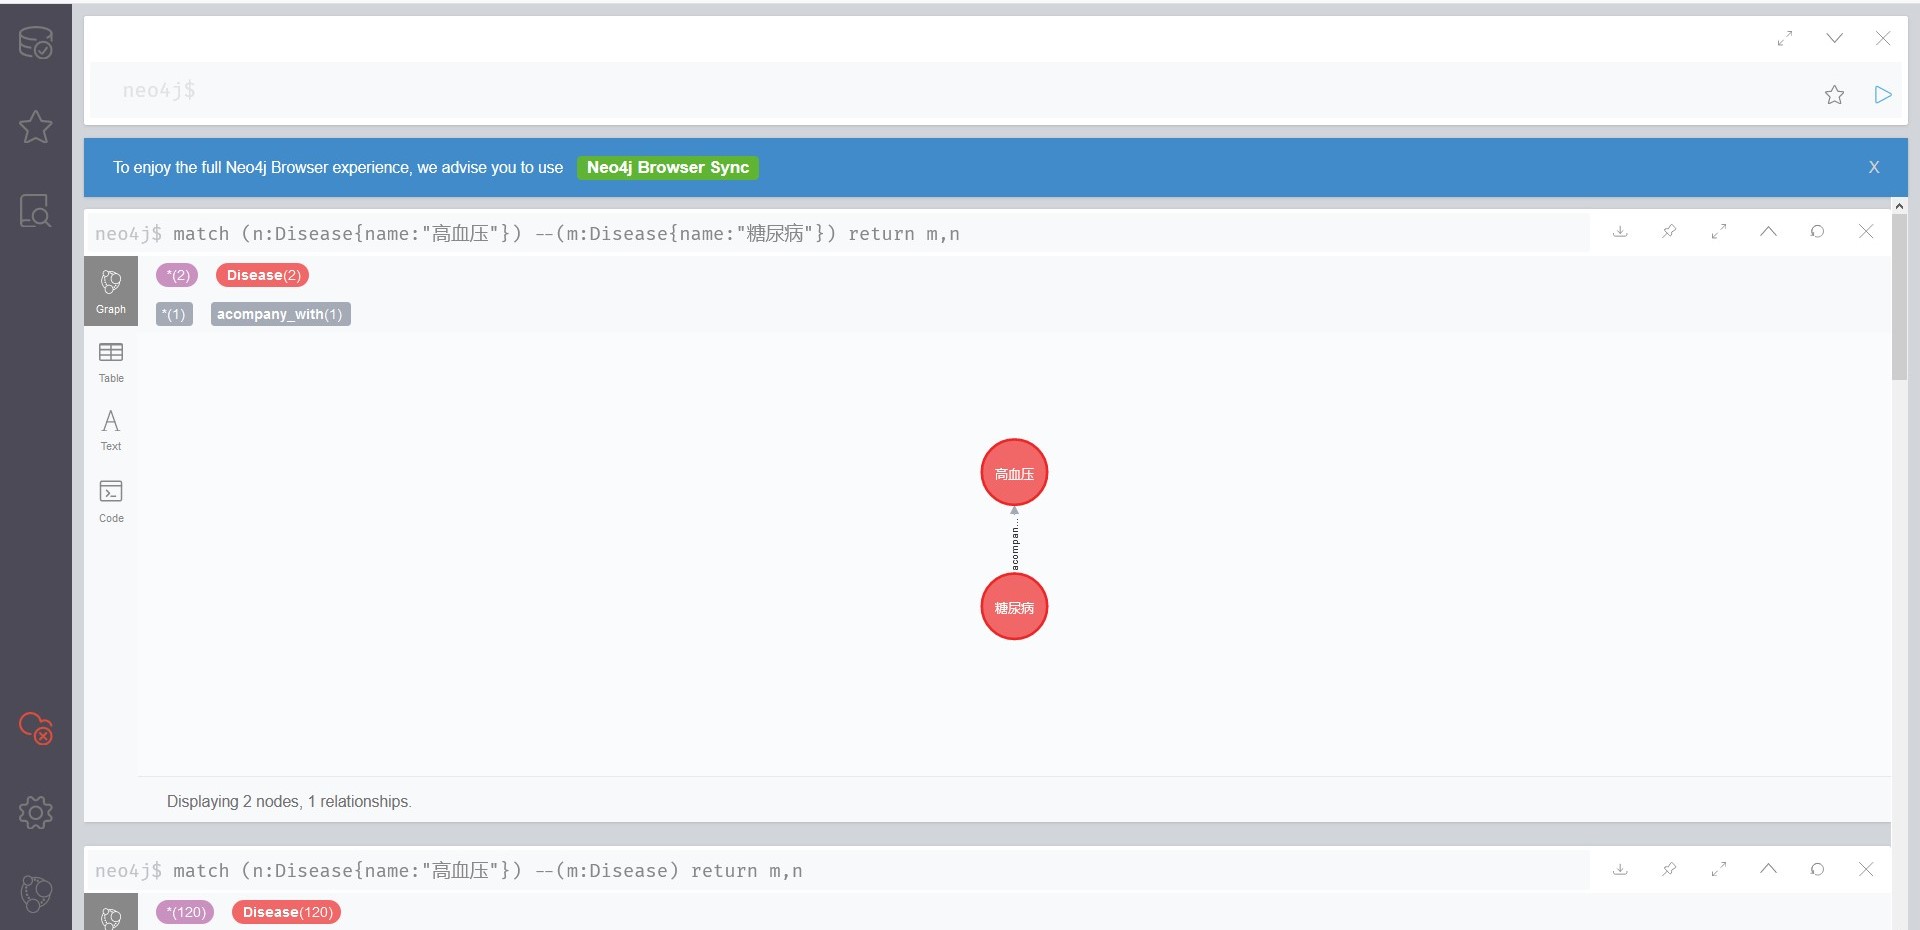 neo4j$
To enjoy the full Neo4j Browser experience, we advise you to use Neo4j Browser Sync X
neo4j$ match (n:Disease{name:"高血压"}) --(m:Disease{name:"糖尿病"}) return m,n
*(2) Disease(2)
*(1) acompany_with(1)
Graph
Table
Text
Code
高血压
acompan...
糖尿病
Displaying 2 nodes, 1 relationships.
neo4j$ match (n:Disease{name:"高血压"}) --(m:Disease) return m,n
*(120) Disease(120)